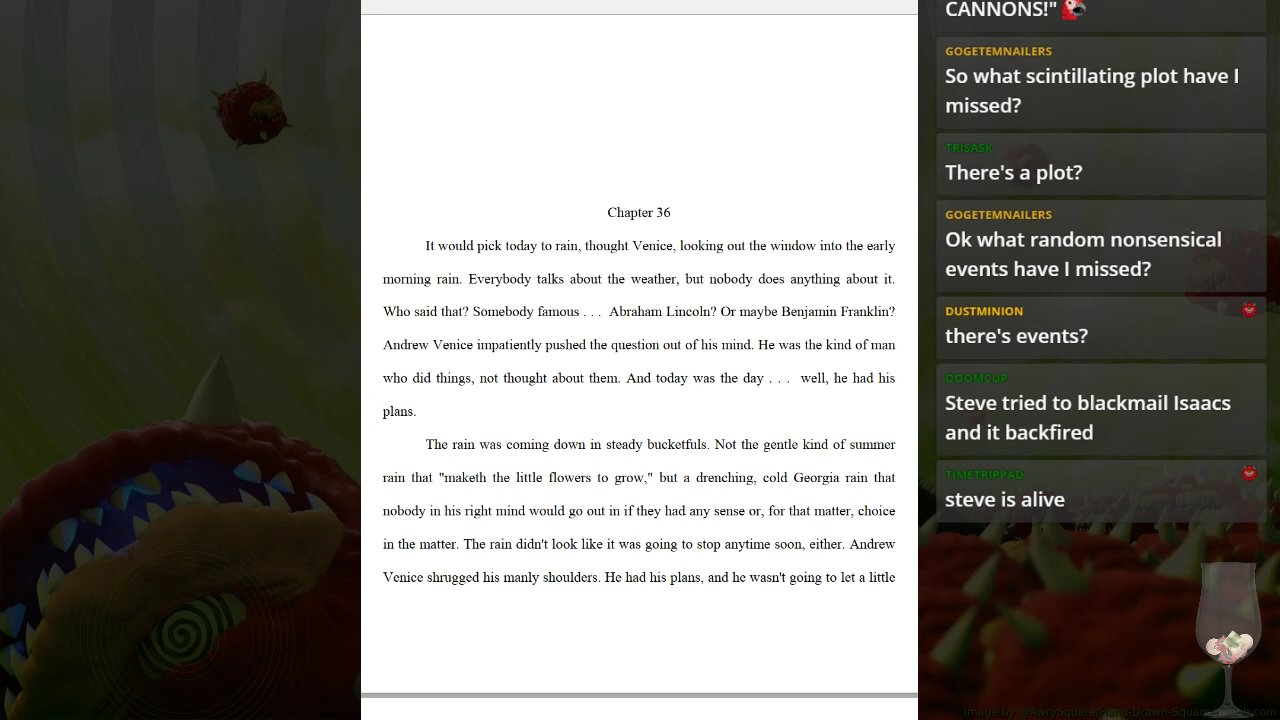 Chapter 36
It would pick today to rain, thought Venice, looking out the window into the early
morning rain. Everybody talks about the weather, but nobody does anything about it.
Who said that? Somebody famous . . . Abraham Lincoln? Or maybe Benjamin Franklin?
Andrew Venice impatiently pushed the question out of his mind. He was the kind of man
who did things, not thought about them. And today was the day . . . well, he had his
plans.
The rain was coming down in steady bucketfuls. Not the gentle kind of summer
rain that "maketh the little flowers to grow," but a drenching, cold Georgia rain that
nobody in his right mind would go out in if they had any sense or, for that matter, choice
in the matter. The rain didn't look like it was going to stop anytime soon, either. Andrew
Venice shrugged his manly shoulders. He had his plans, and he wasn't going to let a little
CANNONS!"
GOGETEMNAILERS
So what scintillating plot have I
missed?
TRISASK
There's a plot?
GOGETEMNAILERS
Ok what random nonsensical
events have I missed?
DUSTMINION
there's events?
DOOMCUP
Steve tried to blackmail Isaacs
and it backfired
TIMETRIPPAD
steve is alive
Image by